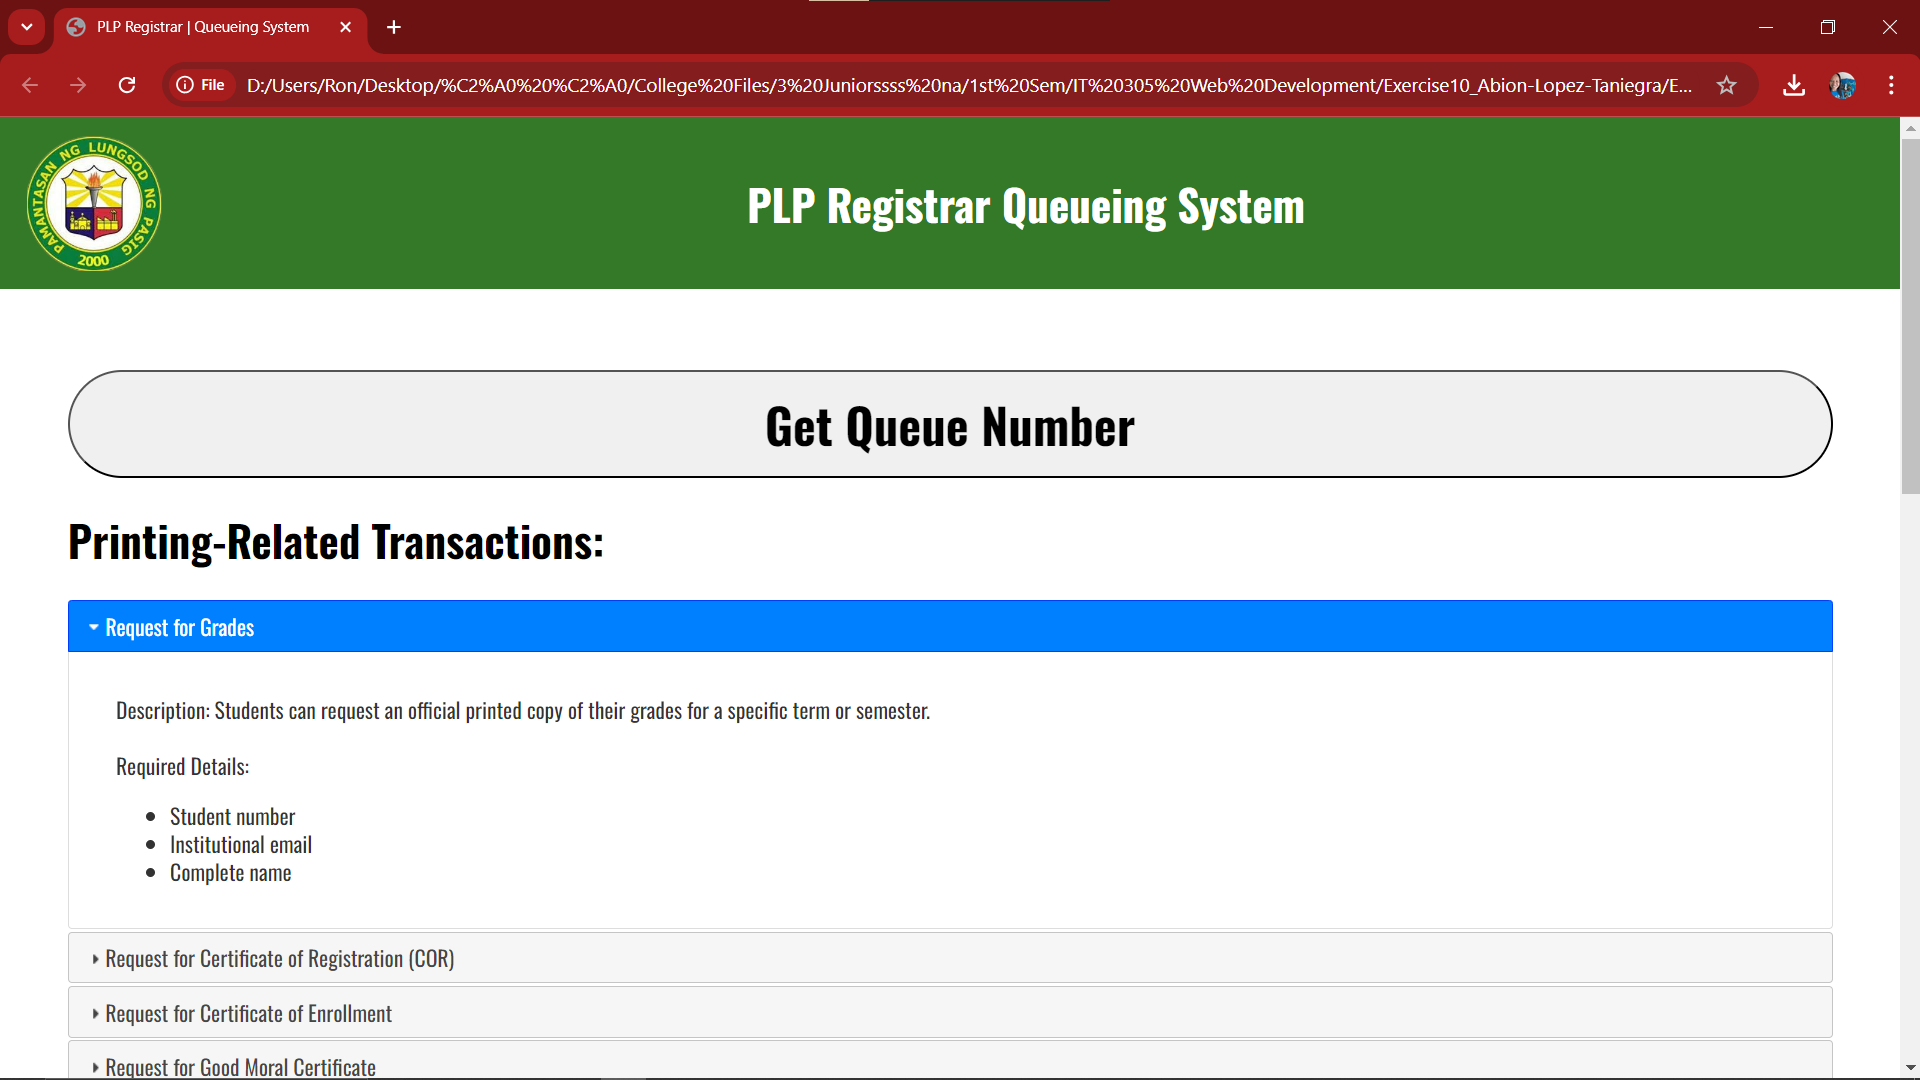 PLP Registrar | Queueing System
File
D:/Users/Ron/Desktop/%C2%A0%20%C2%A0/College%20Files/3%20Juniorssss%20na/1st%20Sem/IT%20305%20Web%20Development/Exercise10_Abion-Lopez-Taniegra/E...
PAMANTASAN NG LUNGSOD NG PASIG
2000
PLP Registrar Queueing System
Get Queue Number
Printing-Related Transactions:
Request for Grades
Description: Students can request an official printed copy of their grades for a specific term or semester.
Required Details:
Student number
Institutional email
Complete name
Request for Certificate of Registration (COR)
Request for Certificate of Enrollment
Request for Good Moral Certificate